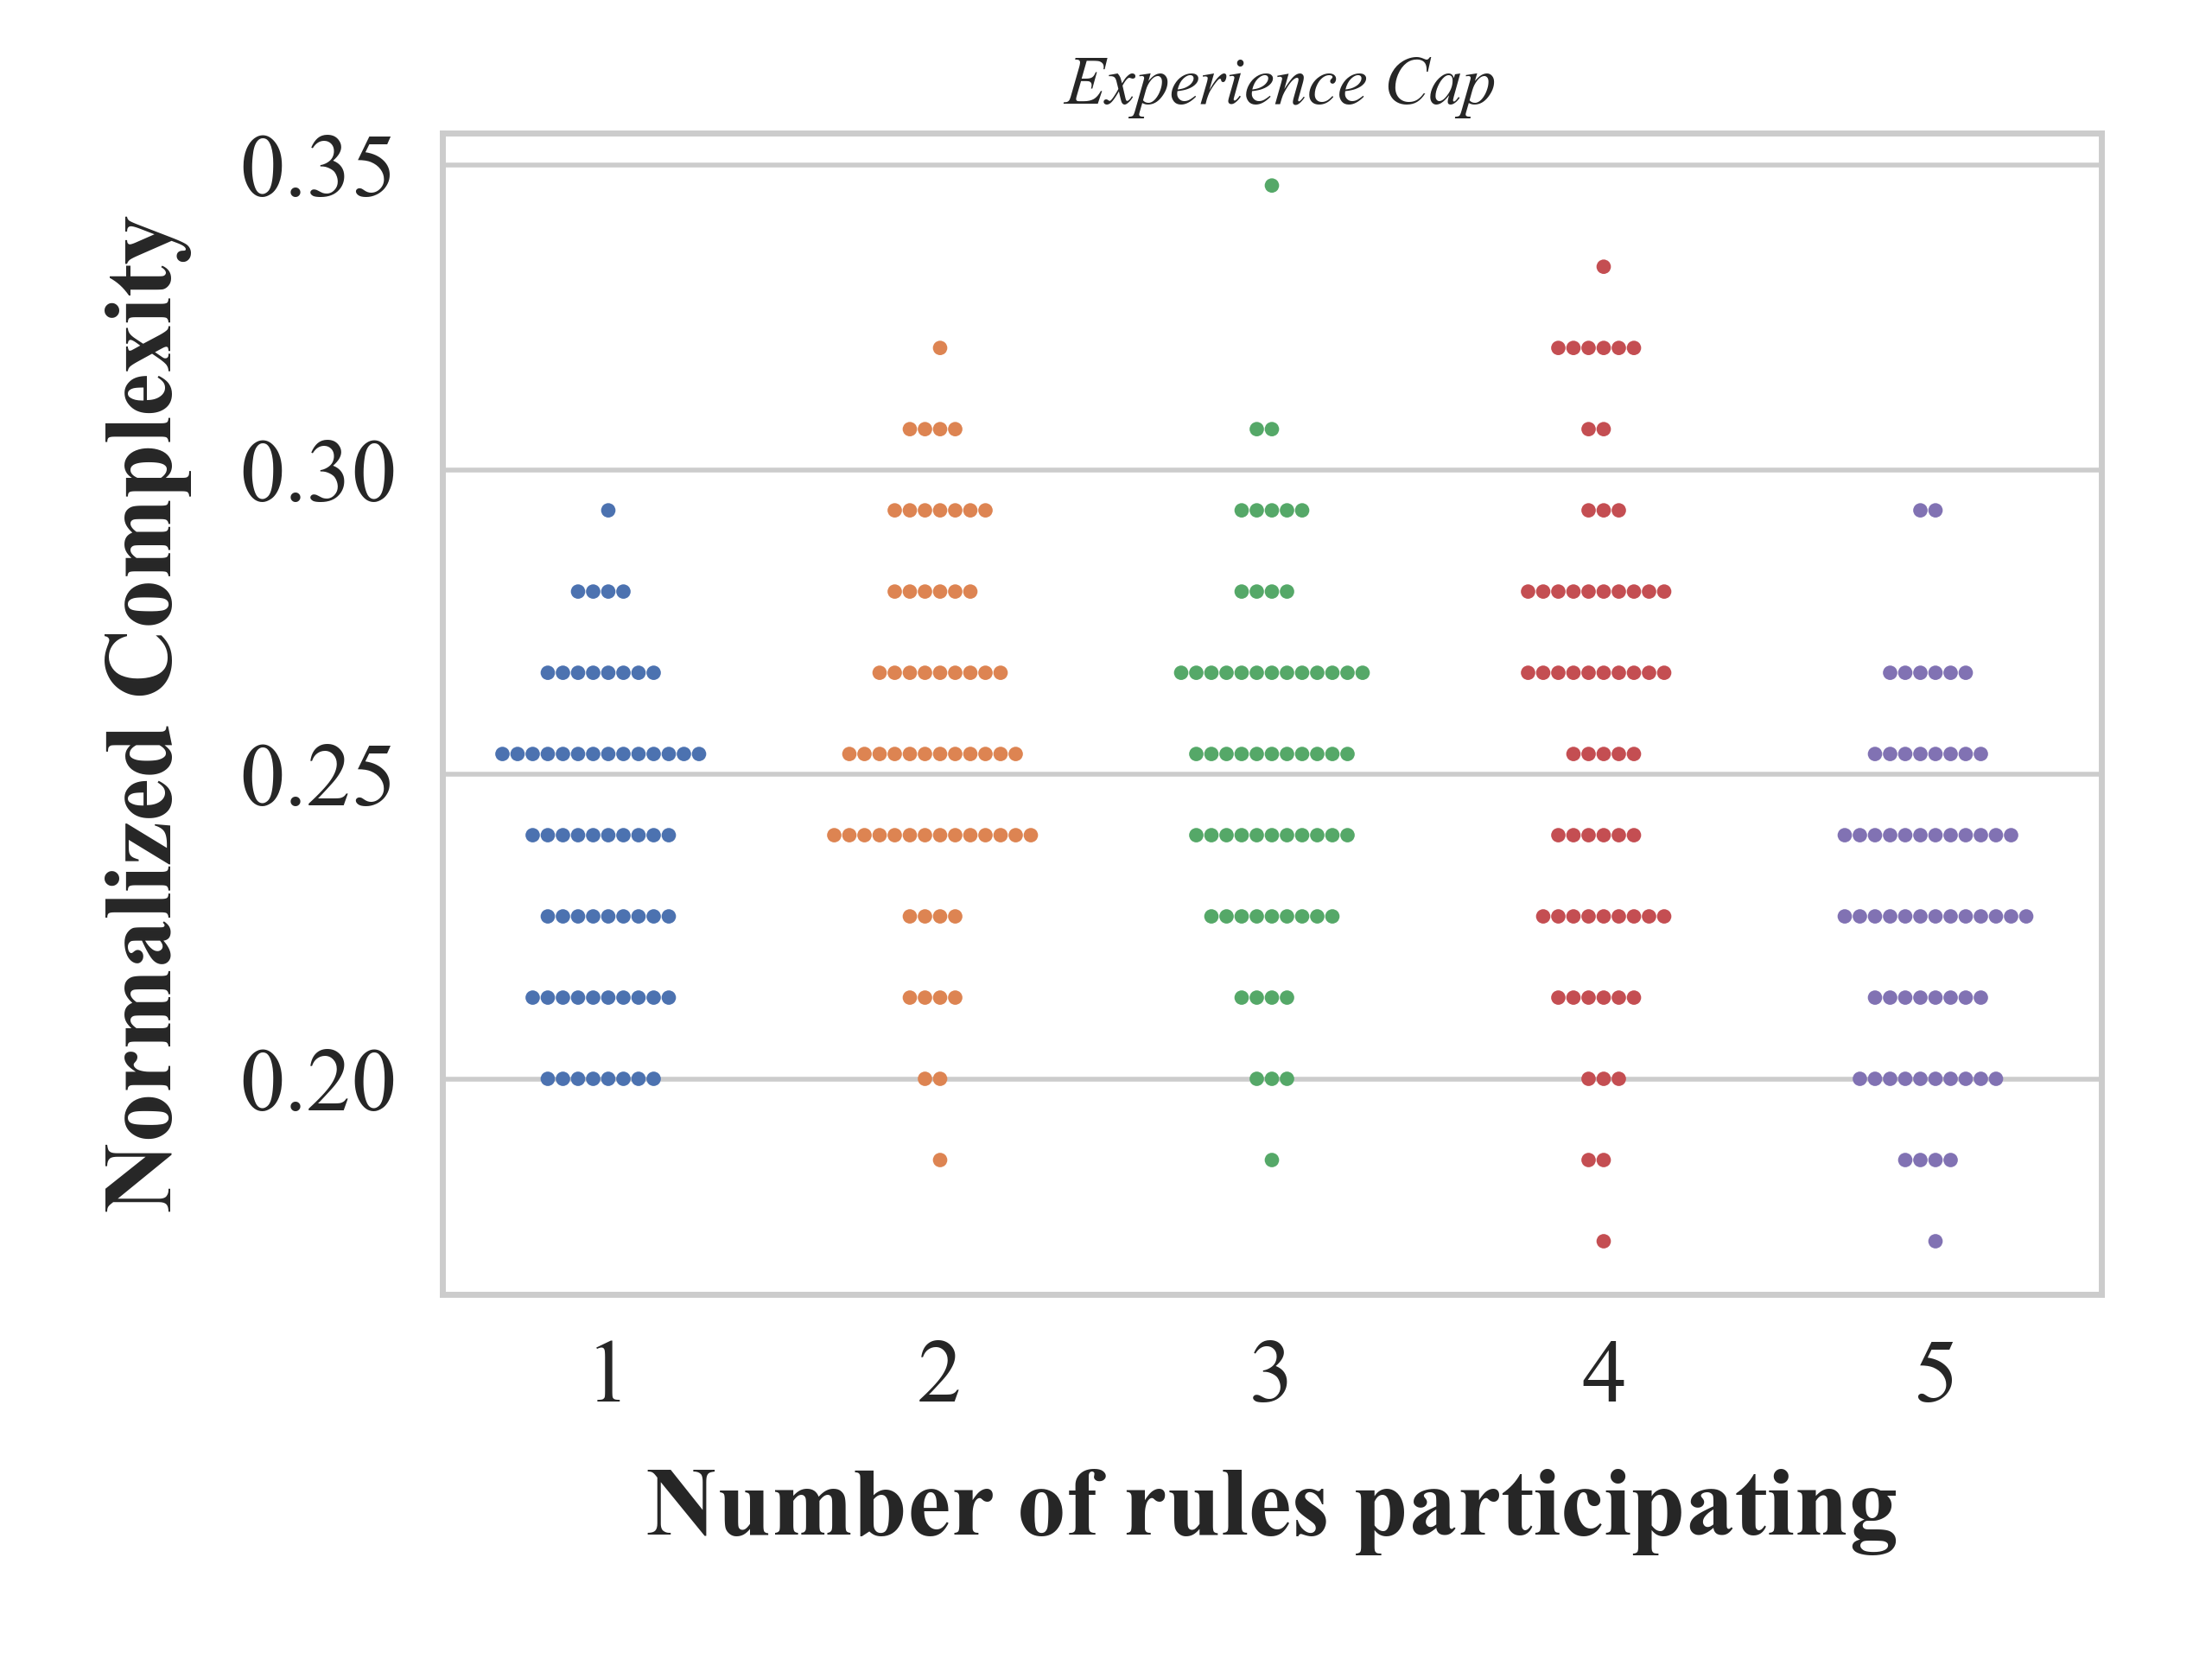 Experience Cap
0.35
0.30
0.25
0.20
Normalized Complexity
1 2 3 4 5
Number of rules participating